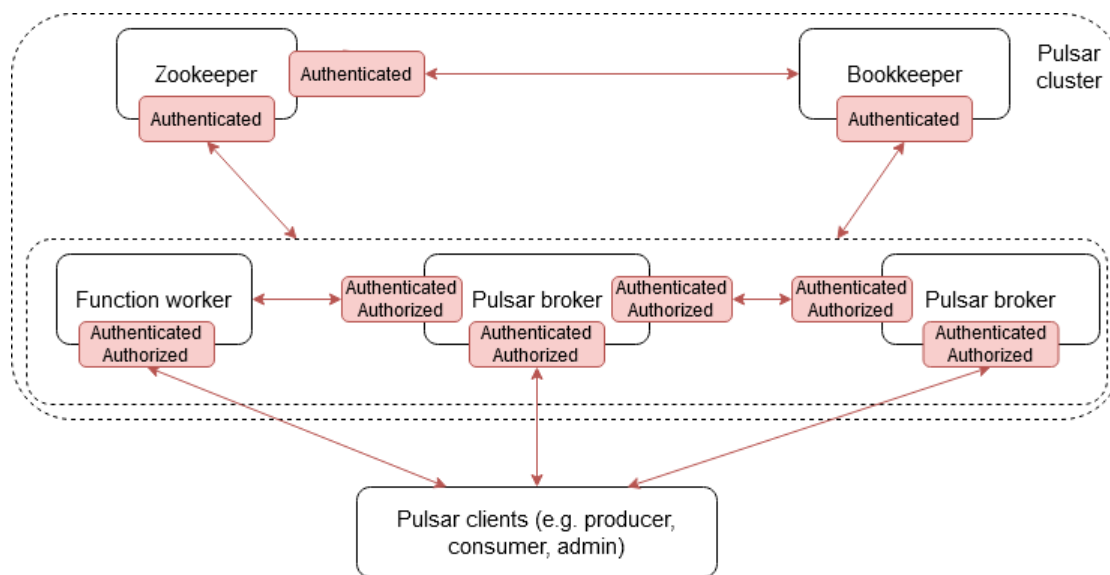 Zookeeper
Authenticated
Authenticated
Bookkeeper
Authenticated
Pulsar
cluster
Function worker
Authenticated
Authorized
Authenticated
Authorized
Pulsar broker
Authenticated
Authorized
Authenticated
Authorized
Authenticated
Authorized
Pulsar broker
Authenticated
Authorized
Pulsar clients (e.g. producer,
consumer, admin)